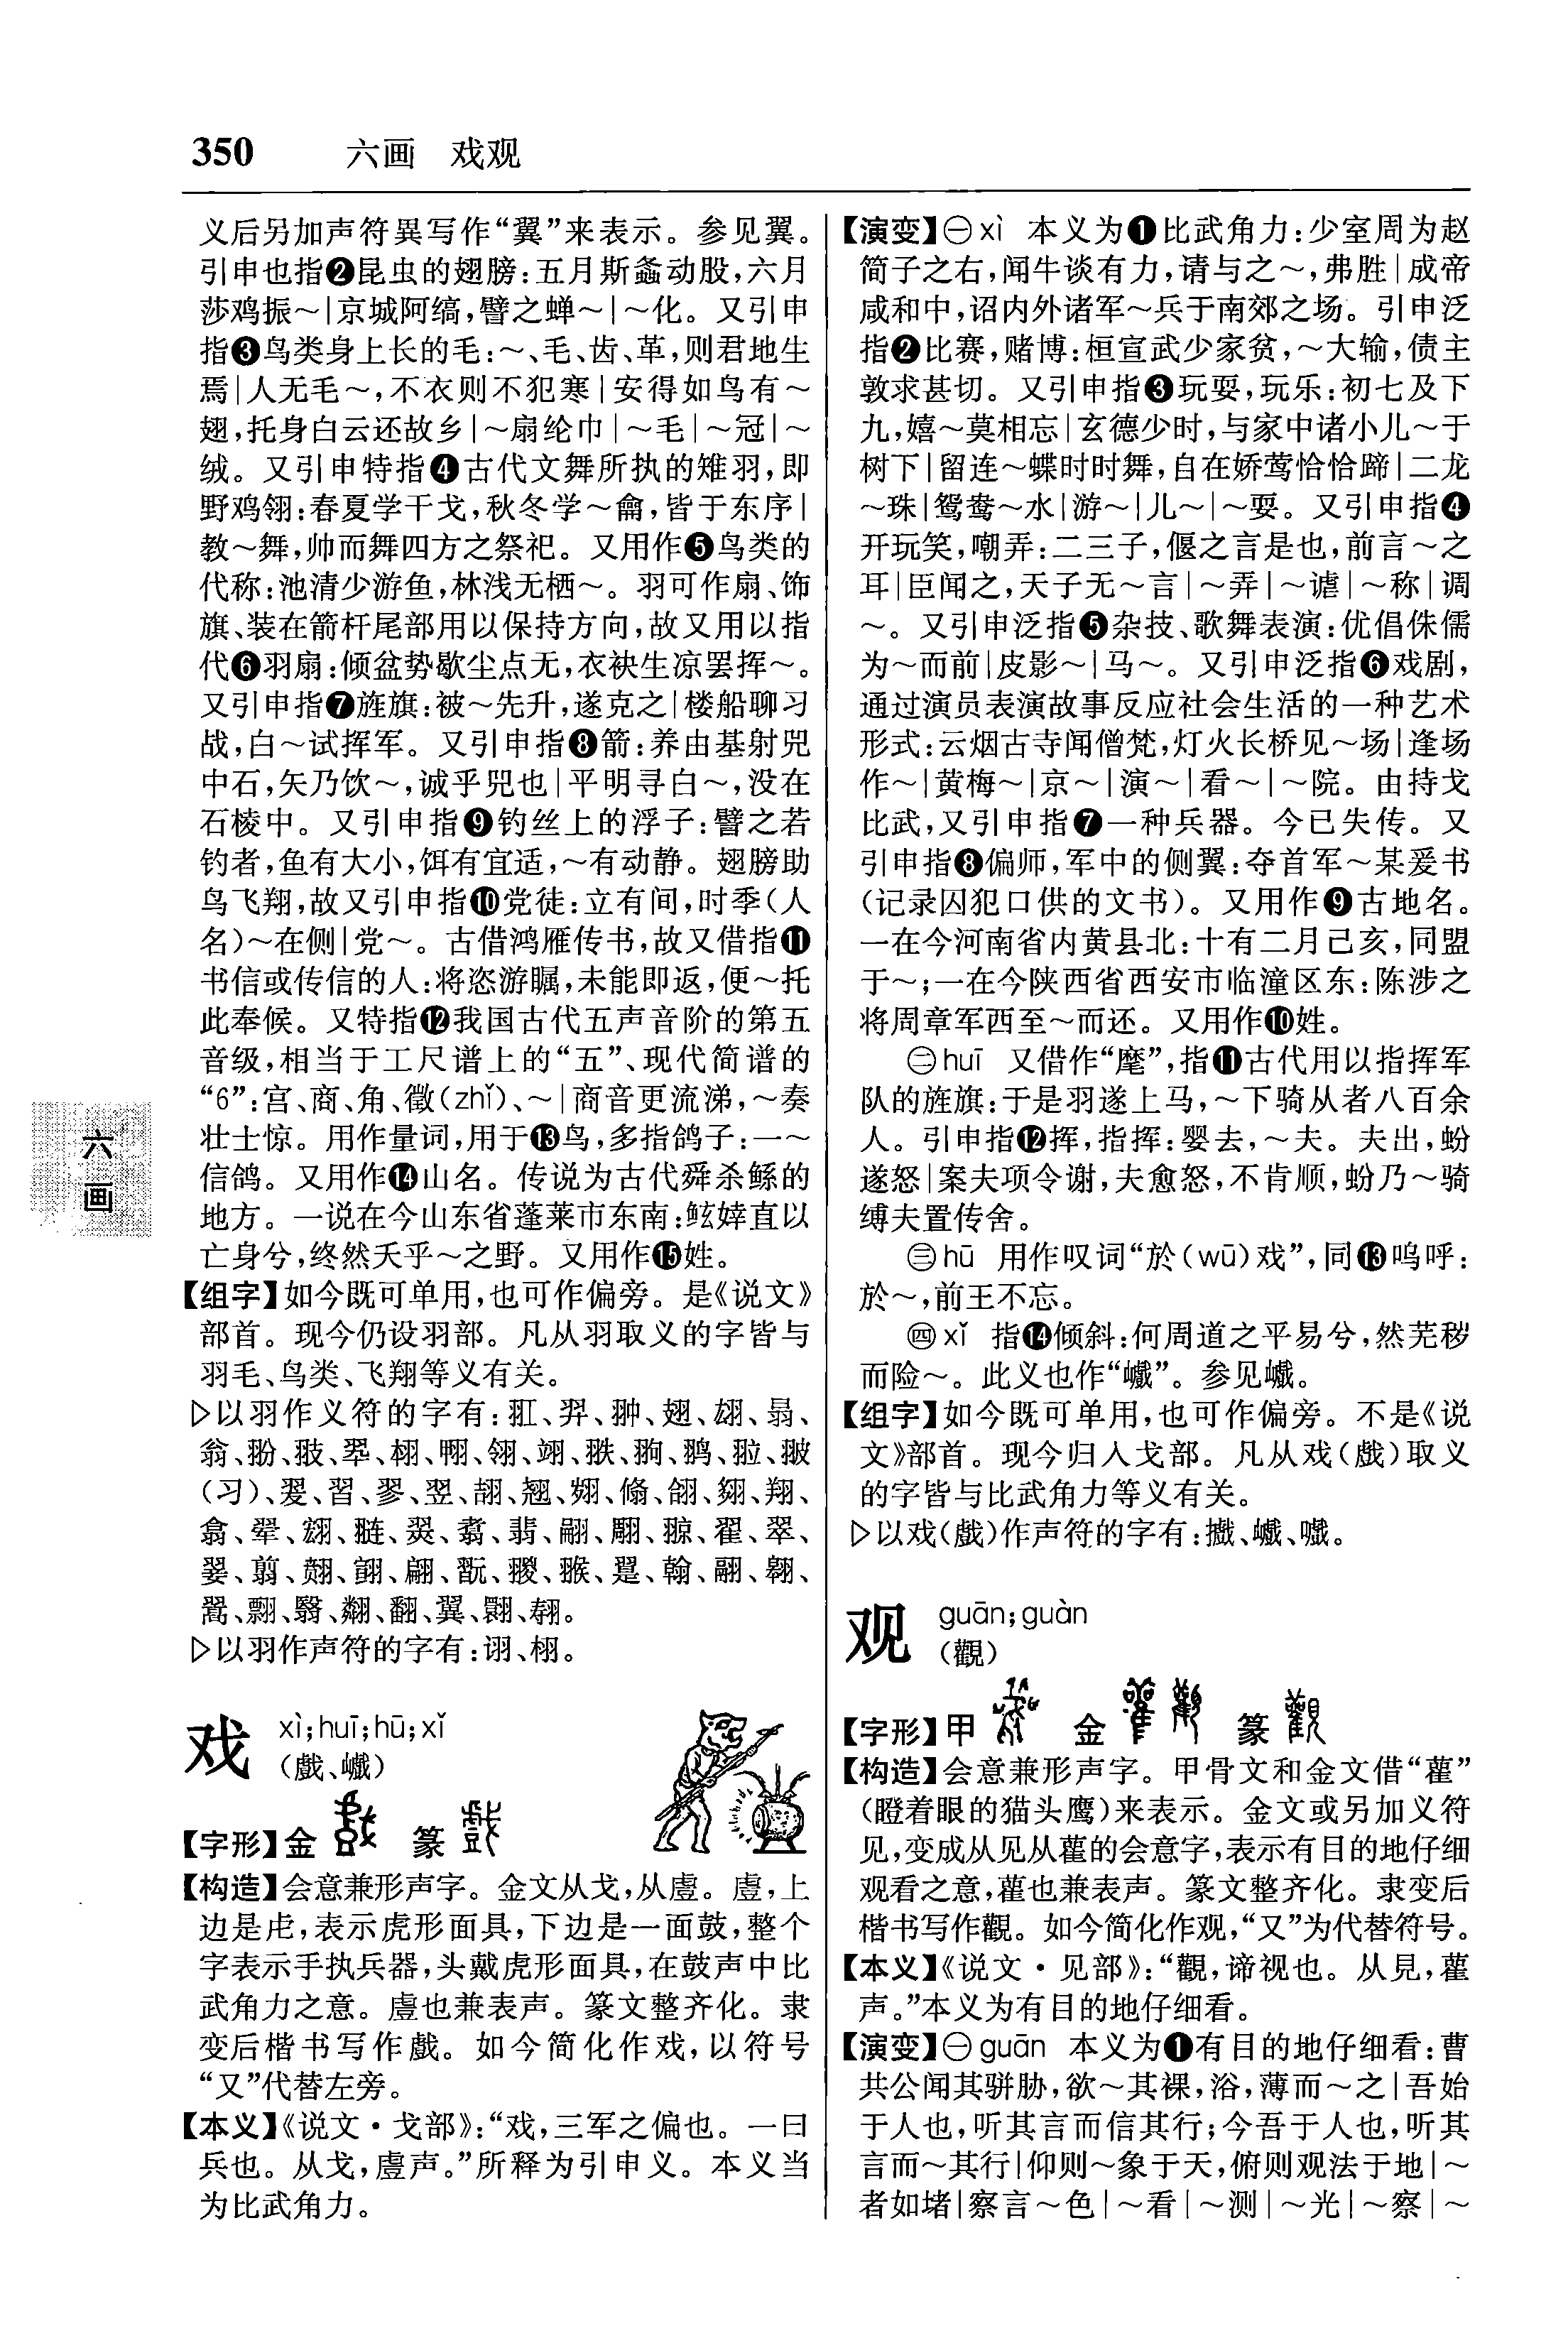 350 六画 戏观
义后另加声符異写作“翼”来表示。参见翼。
引申也指❷昆虫的翅膀:五月斯螽动股,六月
莎鸡振～|京城阿缟,譬之蝉～|～化。又引申
指❸鸟类身上长的毛:～、毛、齿、革,则君地生
焉|人无毛～,不衣则不犯寒|安得如鸟有～
翅,托身白云还故乡|～扇纶巾|～毛|～冠|～
绒。又引申特指❹古代文舞所执的雉羽,即
野鸡翎:春夏学干戈,秋冬学～龠,皆于东序|
教～舞,帅而舞四方之祭祀。又用作❺鸟类的
代称:池清少游鱼,林浅无栖～。羽可作扇、饰
旗、装在箭杆尾部用以保持方向,故又用以指
代❻羽扇:倾盆势歇尘点无,衣袂生凉罢挥～。
又引申指❼旌旗:被～先升,遂克之|楼船聊习
战,白～试挥军。又引申指❽箭:养由基射兕
中石,矢乃饮～,诚乎兕也|平明寻白～,没在
石棱中。又引申指❾钓丝上的浮子:譬之若
钓者,鱼有大小,饵有宜适,～有动静。翅膀助
鸟飞翔,故又引申指❿党徒:立有间,时季(人
名)～在侧|党～。古借鸿雁传书,故又借指⓫
书信或传信的人:将恣游瞩,未能即返,便～托
此奉候。又特指⓬我国古代五声音阶的第五
音级,相当于工尺谱上的“五”、现代简谱的
“6”:宫、商、角、徵(zhǐ)、～|商音更流涕,～奏
壮士惊。用作量词,用于⓭鸟,多指鸽子:一～
信鸽。又用作⓮山名。传说为古代舜杀鲧的
地方。一说在今山东省蓬莱市东南:鲧婞直以
亡身兮,终然夭乎～之野。又用作⓯姓。
【组字】如今既可单用,也可作偏旁。是《说文》
部首。现今仍设羽部。凡从羽取义的字皆与
羽毛、鸟类、飞翔等义有关。
▷以羽作义符的字有:羾、羿、翀、翅、翃、翯、
翁、翂、翍、翆、栩、翈、翎、翊、翐、翑、翗、翋、翇
(习)、翜、習、翏、翌、翓、翘、翙、翛、翖、翔、翔、
翕、翚、翝、翴、翜、翥、翡、翮、翢、翞、翟、翠、
翣、翦、翸、翧、翩、翫、翪、翭、翨、翰、翮、翱、
翯、翲、翳、翷、翻、翼、翾、翿。
▷以羽作声符的字有:诩、栩。
戏 xì;huī;hū;xǐ
(戲、巇)
【字形】金 篆
【构造】会意兼形声字。金文从戈,从䖒。䖒,上
边是虍,表示虎形面具,下边是一面鼓,整个
字表示手执兵器,头戴虎形面具,在鼓声中比
武角力之意。䖒也兼表声。篆文整齐化。隶
变后楷书写作戲。如今简化作戏,以符号
“又”代替左旁。
【本义】《说文·戈部》:“戏,三军之偏也。一曰
兵也。从戈,䖒声。”所释为引申义。本义当
为比武角力。
【演变】㊀xì 本义为❶比武角力:少室周为赵
简子之右,闻牛谈有力,请与之～,弗胜|成帝
咸和中,诏内外诸军～兵于南郊之场。引申泛
指❷比赛,赌博:桓宣武少家贫,～大输,债主
敦求甚切。又引申指❸玩耍,玩乐:初七及下
九,嬉～莫相忘|玄德少时,与家中诸小儿～于
树下|留连～蝶时时舞,自在娇莺恰恰啼|二龙
～珠|鸳鸯～水|游～|儿～|～耍。又引申指❹
开玩笑,嘲弄:二三子,偃之言是也,前言～之
耳|臣闻之,天子无～言|～弄|～谑|～称|调
～。又引申泛指❺杂技、歌舞表演:优倡侏儒
为～而前|皮影～|马～。又引申泛指❻戏剧,
通过演员表演故事反应社会生活的一种艺术
形式:云烟古寺闻僧梵,灯火长桥见～场|逢场
作～|黄梅～|京～|演～|看～|～院。由持戈
比武,又引申指❼一种兵器。今已失传。又
引申指❽偏师,军中的侧翼:夺首军～某爰书
(记录囚犯口供的文书)。又用作❾古地名。
一在今河南省内黄县北:十有二月己亥,同盟
于～;一在今陕西省西安市临潼区东:陈涉之
将周章军西至～而还。又用作❿姓。
㊁huī 又借作“麾”,指⓫古代用以指挥军
队的旌旗:于是羽遂上马,～下骑从者八百余
人。引申指⓬挥,指挥:婴去,～夫。夫出,蚡
遂怒|案夫项令谢,夫愈怒,不肯顺,蚡乃～骑
缚夫置传舍。
㊂hū 用作叹词“於(wū)戏”,同⓭呜呼:
於～,前王不忘。
㊃xǐ 指⓮倾斜:何周道之平易兮,然芜秽
而险～。此义也作“巇”。参见巇。
【组字】如今既可单用,也可作偏旁。不是《说
文》部首。现今归入戈部。凡从戏(戲)取义
的字皆与比武角力等义有关。
▷以戏(戲)作声符的字有:㩠、巇、嚱。
观 guān;guàn
(觀)
【字形】甲 金 篆
【构造】会意兼形声字。甲骨文和金文借“雚”
(瞪着眼的猫头鹰)来表示。金文或另加义符
见,变成从见从雚的会意字,表示有目的地仔细
观看之意,雚也兼表声。篆文整齐化。隶变后
楷书写作觀。如今简化作观,“又”为代替符号。
【本义】《说文·见部》:“觀,谛视也。从見,雚
声。”本义为有目的地仔细看。
【演变】㊀guān 本义为❶有目的地仔细看:曹
共公闻其骈胁,欲～其裸,浴,薄而～之|吾始
于人也,听其言而信其行;今吾于人也,听其
言而～其行|仰则～象于天,俯则观法于地|～
者如堵|察言～色|～看|～测|～光|～察|～
六
画